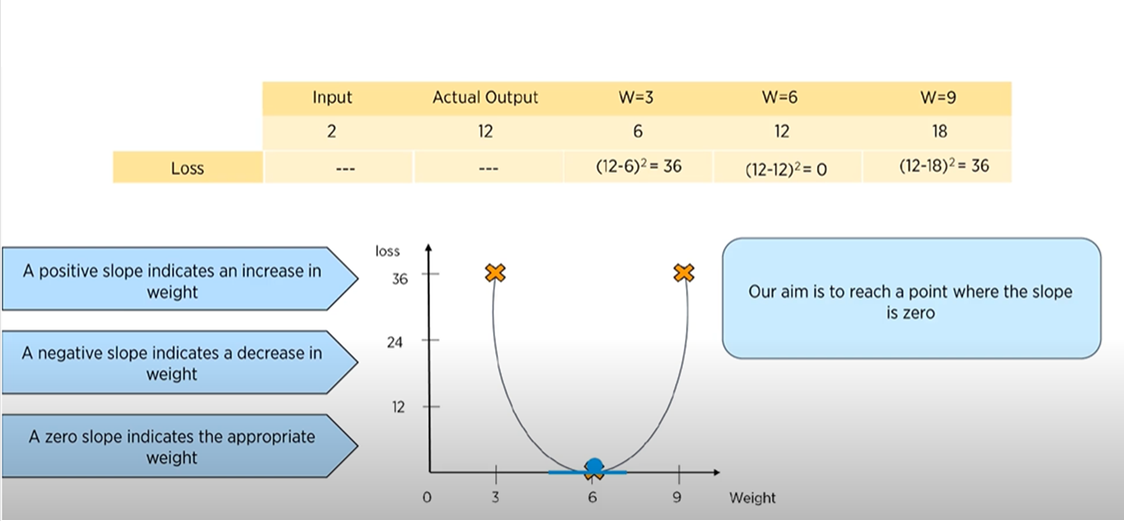 Input Actual Output W=3 W=6 W=9
2 12 6 12 18
Loss --- --- (12-6)²= 36 (12-12)²= 0 (12-18)²= 36
A positive slope indicates an increase in
weight
A negative slope indicates a decrease in
weight
A zero slope indicates the appropriate
weight
loss
36
24
12
0 3 6 9 Weight
Our aim is to reach a point where the slope
is zero